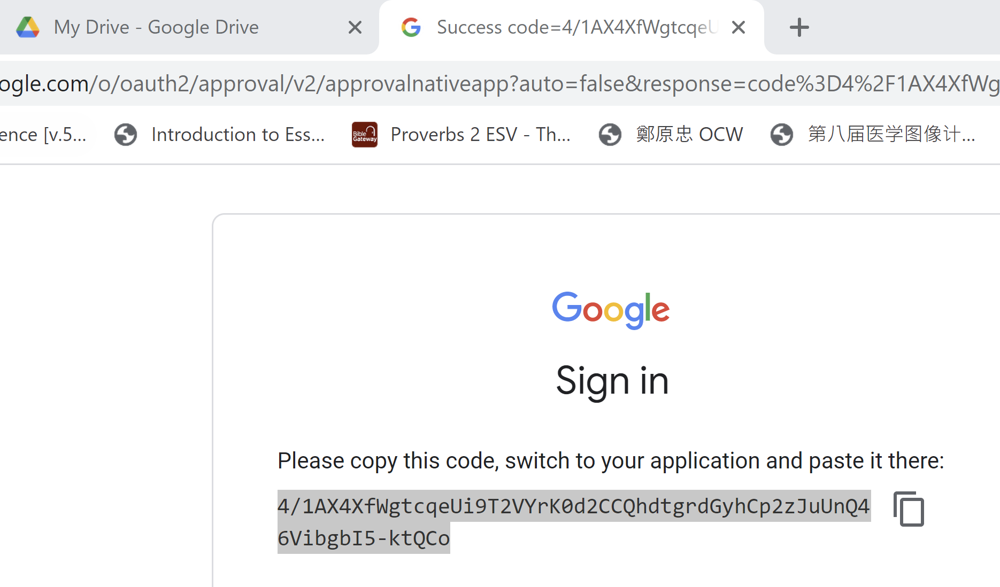 My Drive - Google Drive
Success code=4/1AX4XfWgtcqeU
ogle.com/o/oauth2/approval/v2/approvalnativeapp?auto=false&response=code%3D4%2F1AX4XfWg
ence [v.5...
Introduction to Ess...
Bible Gateway
Proverbs 2 ESV - Th...
鄭原忠 OCW
第八届医学图像计...
Google
Sign in
Please copy this code, switch to your application and paste it there:
4/1AX4XfWgtcqeUi9T2VYrK0d2CCQhdtgrdGyhCp2zJuUnQ4
6VibgbI5-ktQCo